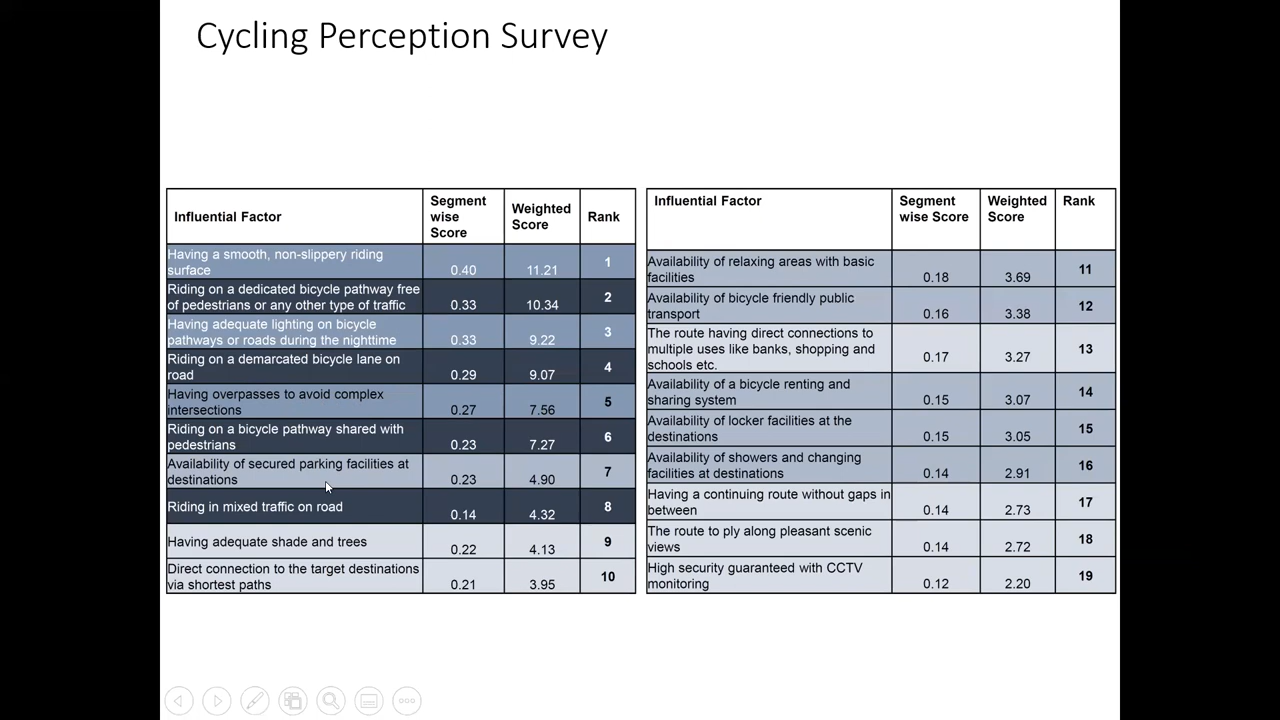 Cycling Perception Survey
Influential Factor
Segment
wise
Score
Weighted
Score
Rank
Having a smooth, non-slippery riding
surface
0.40
11.21
1
Riding on a dedicated bicycle pathway free
of pedestrians or any other type of traffic
0.33
10.34
2
Having adequate lighting on bicycle
pathways or roads during the nighttime
0.33
9.22
3
Riding on a demarcated bicycle lane on
road
0.29
9.07
4
Having overpasses to avoid complex
intersections
0.27
7.56
5
Riding on a bicycle pathway shared with
pedestrians
0.23
7.27
6
Availability of secured parking facilities at
destinations
0.23
4.90
7
Riding in mixed traffic on road
0.14
4.32
8
Having adequate shade and trees
0.22
4.13
9
Direct connection to the target destinations
via shortest paths
0.21
3.95
10
Influential Factor
Segment
wise Score
Weighted
Score
Rank
Availability of relaxing areas with basic
facilities
0.18
3.69
11
Availability of bicycle friendly public
transport
0.16
3.38
12
The route having direct connections to
multiple uses like banks, shopping and
schools etc.
0.17
3.27
13
Availability of a bicycle renting and
sharing system
0.15
3.07
14
Availability of locker facilities at the
destinations
0.15
3.05
15
Availability of showers and changing
facilities at destinations
0.14
2.91
16
Having a continuing route without gaps in
between
0.14
2.73
17
The route to ply along pleasant scenic
views
0.14
2.72
18
High security guaranteed with CCTV
monitoring
0.12
2.20
19